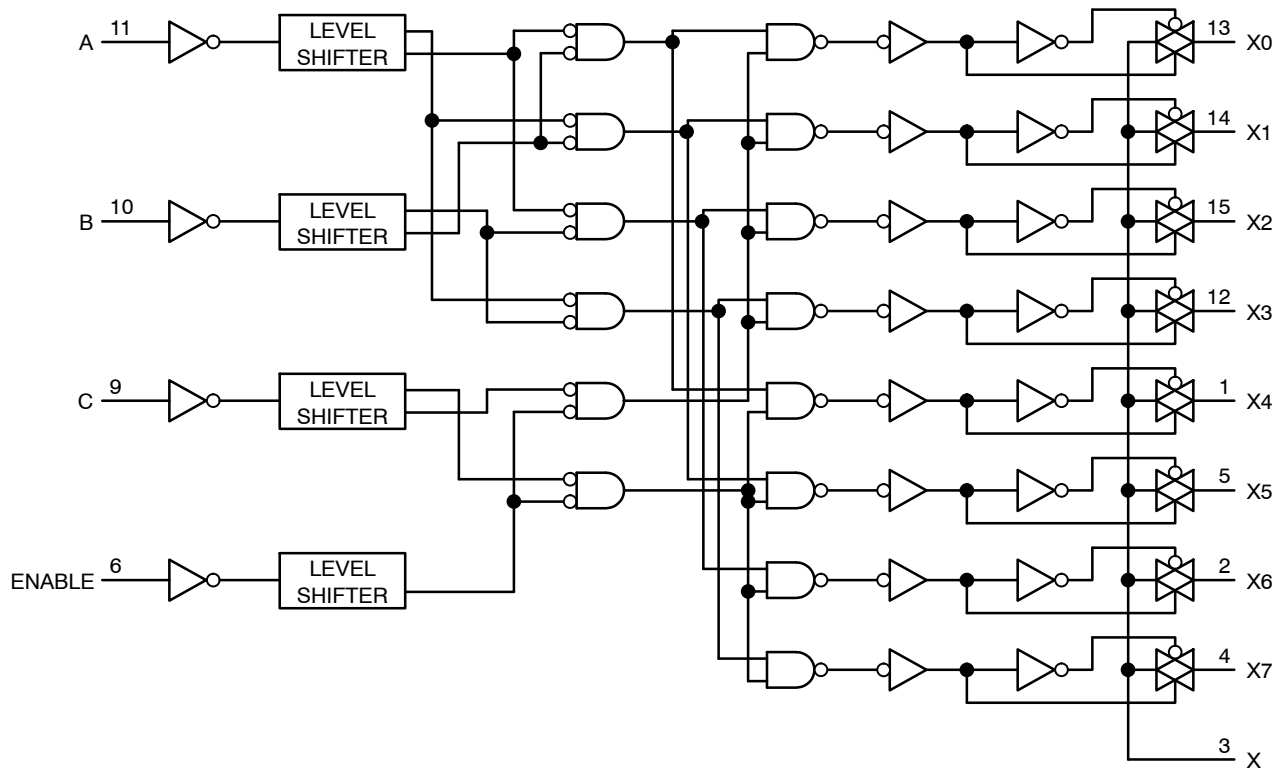 A 11 LEVEL SHIFTER 13 X0
14 X1
B 10 LEVEL SHIFTER 15 X2
12 X3
C 9 LEVEL SHIFTER 1 X4
5 X5
ENABLE 6 LEVEL SHIFTER 2 X6
4 X7
3 X